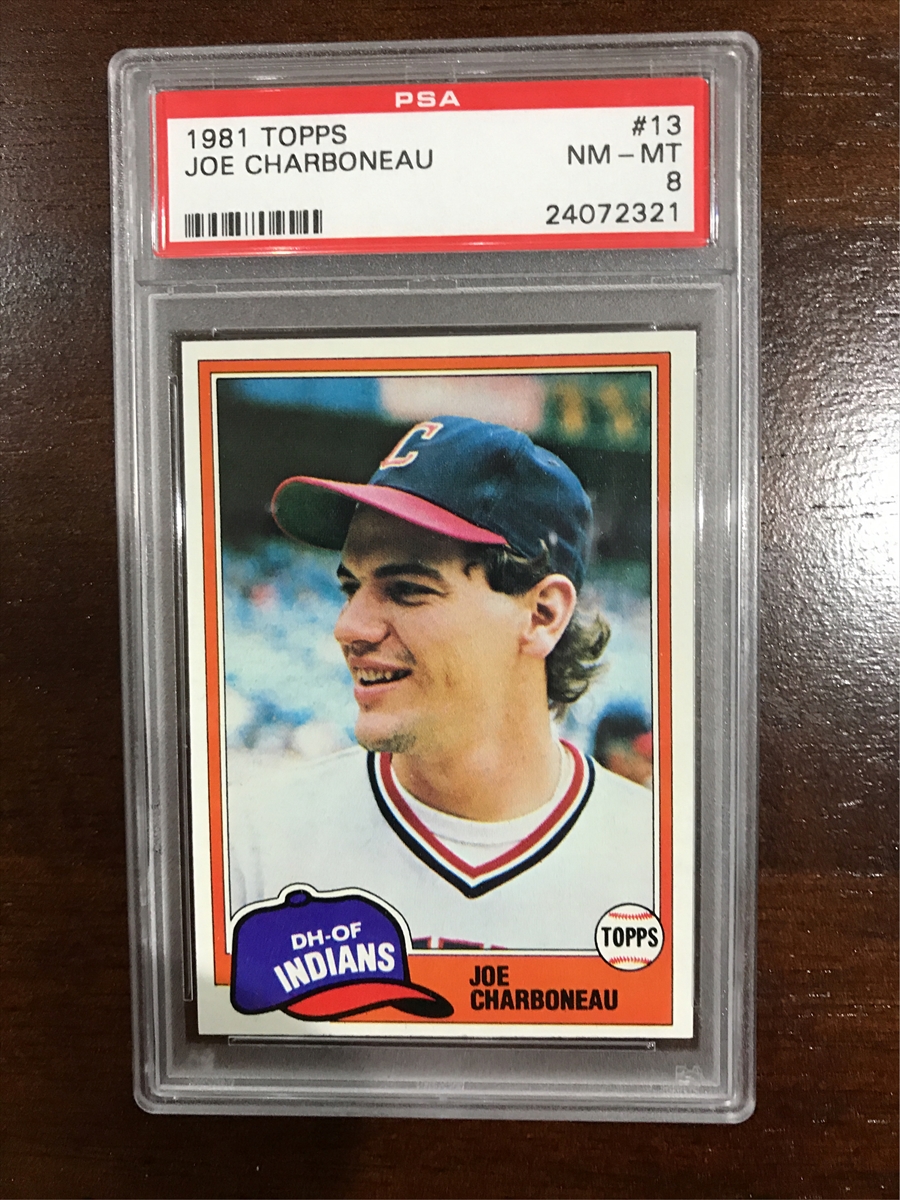 PSA
1981 TOPPS #13
JOE CHARBONEAU NM - MT
8
24072321
C
DH-OF
INDIANS
TOPPS
JOE
CHARBONEAU